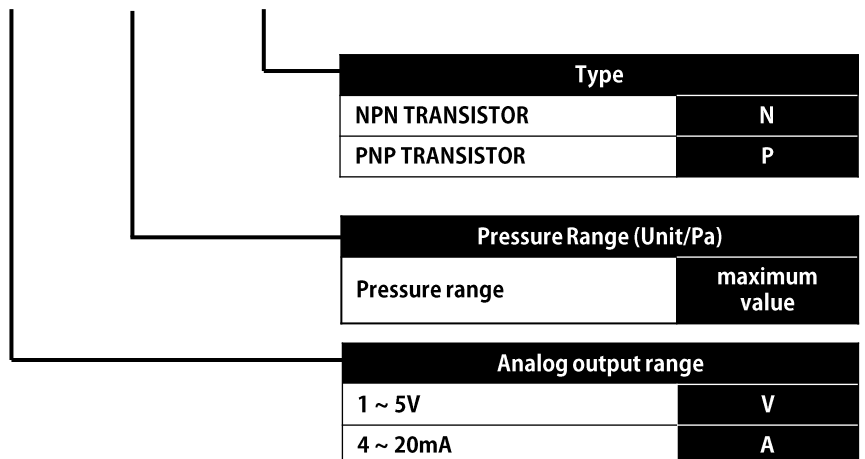 Type
NPN TRANSISTOR N
PNP TRANSISTOR P
Pressure Range (Unit/Pa)
Pressure range maximum value
Analog output range
1 ~ 5V V
4 ~ 20mA A